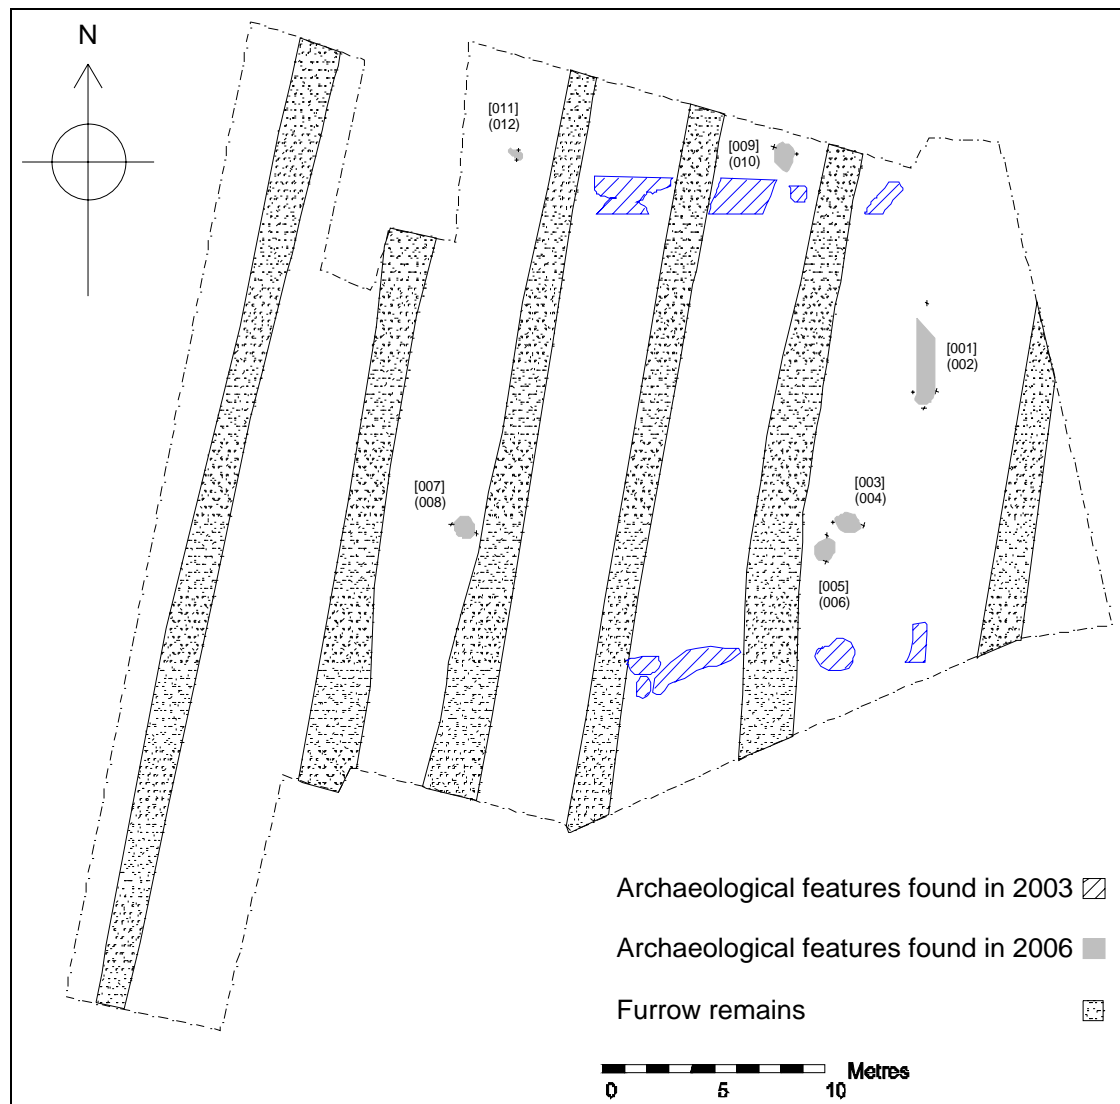 N
[011]
(012)
[009]
(010)
[001]
(002)
[007]
(008)
[003]
(004)
[005]
(006)
Archaeological features found in 2003
Archaeological features found in 2006
Furrow remains
Metres
0 5 10